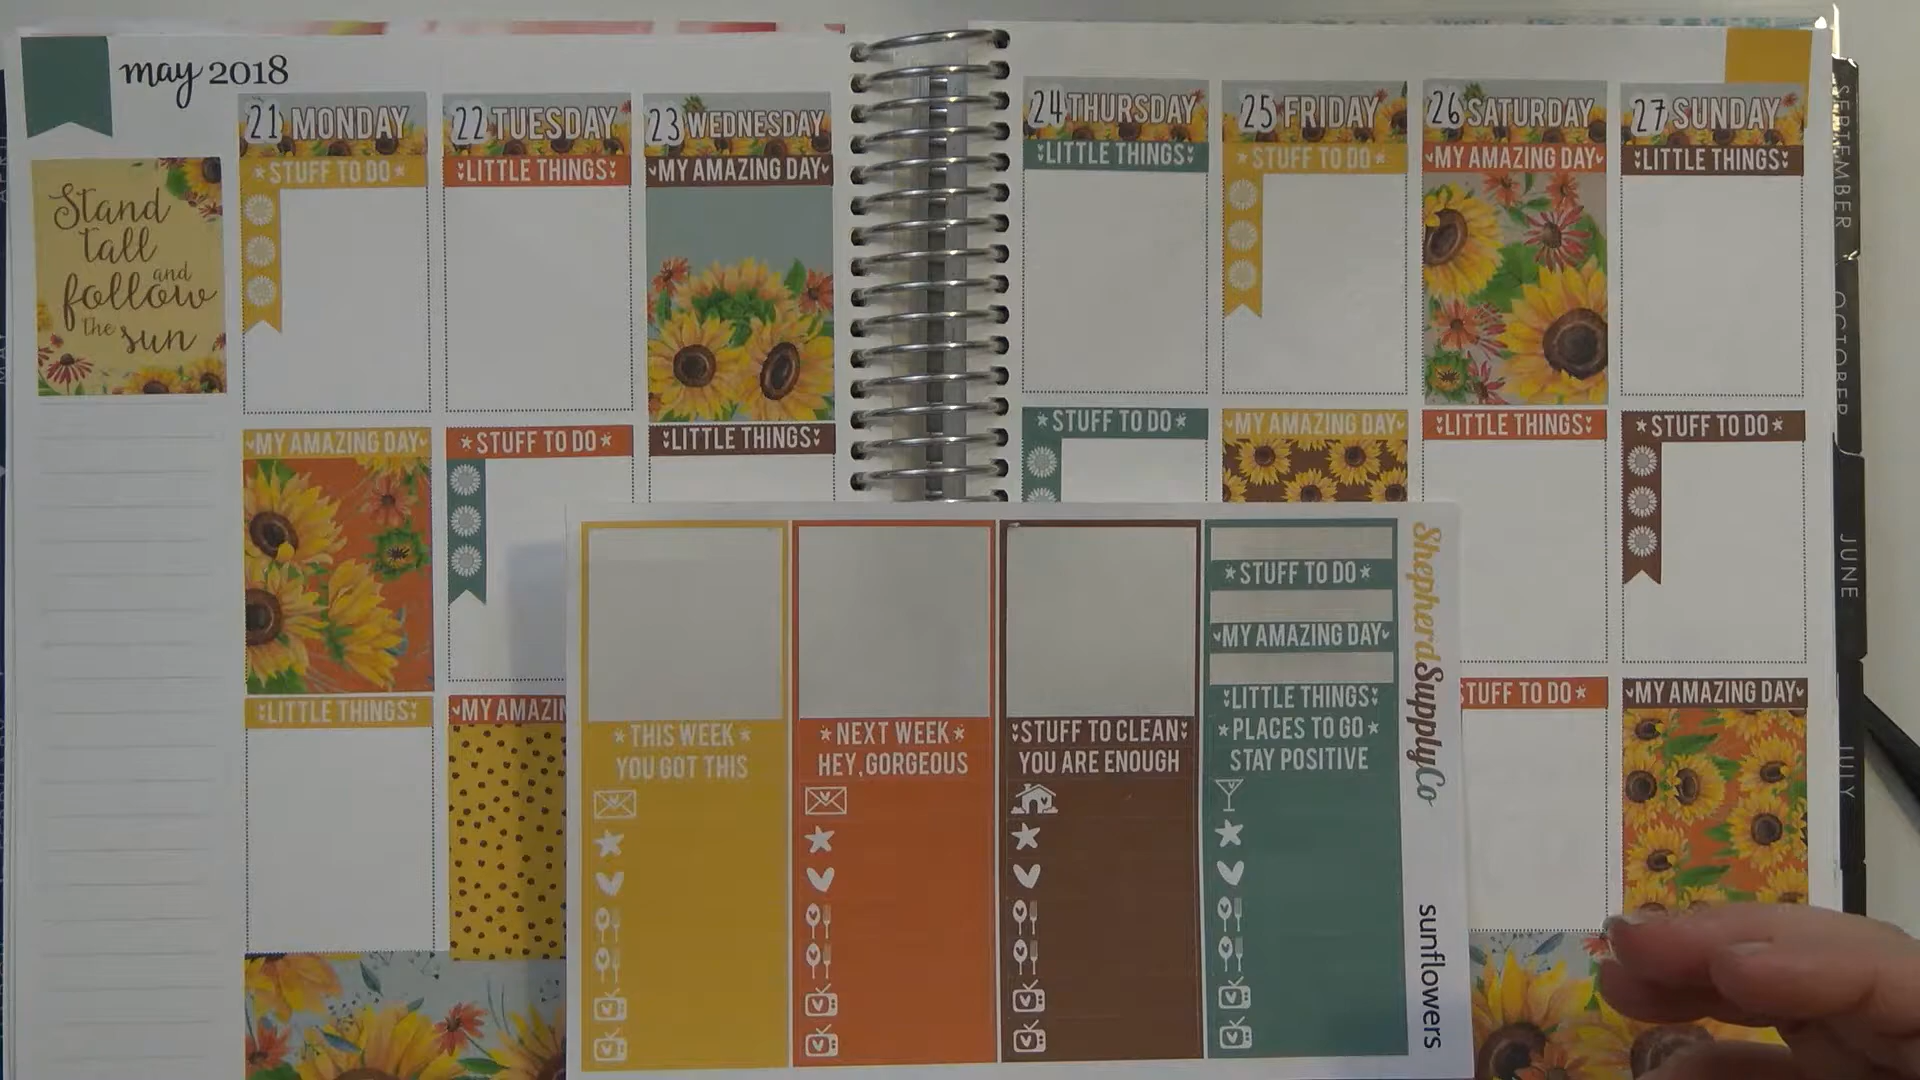 may 2018
21 MONDAY
22 TUESDAY
23 WEDNESDAY
24 THURSDAY
25 FRIDAY
26 SATURDAY
27 SUNDAY
STUFF TO DO
LITTLE THINGS
MY AMAZING DAY
LITTLE THINGS
STUFF TO DO
MY AMAZING DAY
LITTLE THINGS
Stand
tall
and
follow
the sun
MY AMAZING DAY
STUFF TO DO
LITTLE THINGS
STUFF TO DO
MY AMAZING DAY
LITTLE THINGS
STUFF TO DO
LITTLE THINGS
MY AMAZIN
STUFF TO DO
MY AMAZING DAY
STUFF TO DO
MY AMAZING DAY
LITTLE THINGS
THIS WEEK
YOU GOT THIS
NEXT WEEK
HEY, GORGEOUS
STUFF TO CLEAN
YOU ARE ENOUGH
PLACES TO GO
STAY POSITIVE
ShepherdSupplyCo
sunflowers
SEPTEMBER
OCTOBER
JUNE
JULY
APRIL
MAY